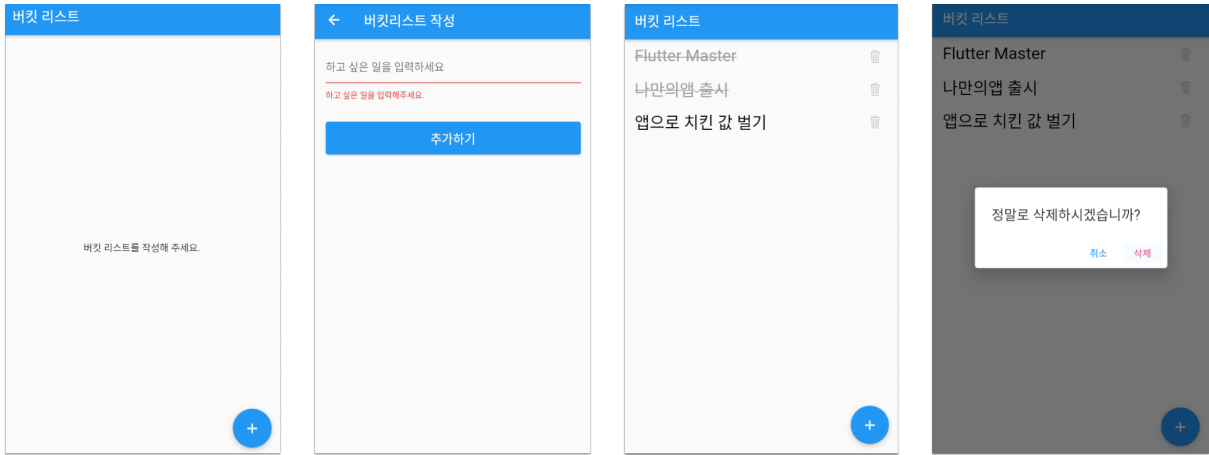 버킷 리스트
버킷 리스트를 작성해 주세요.
+
← 버킷리스트 작성
하고 싶은 일을 입력하세요
하고 싶은 일을 입력해주세요.
추가하기
버킷 리스트
Flutter Master
나만의앱 출시
앱으로 치킨 값 벌기
+
버킷 리스트
Flutter Master
나만의앱 출시
앱으로 치킨 값 벌기
정말로 삭제하시겠습니까?
취소 삭제
+